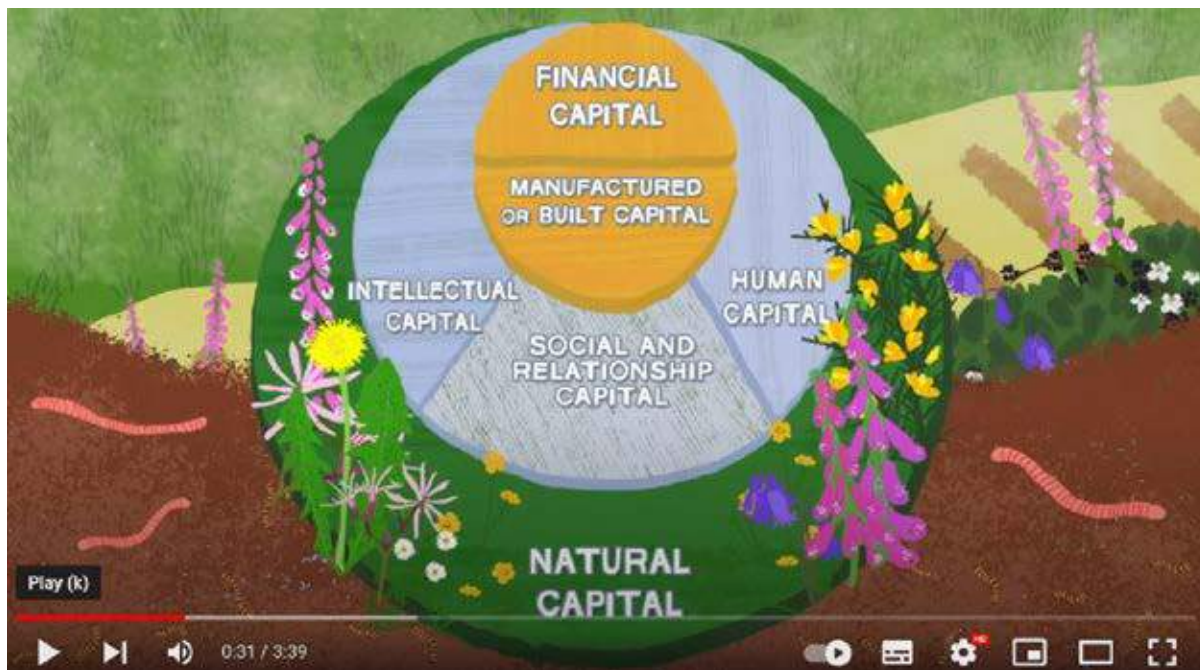 FINANCIAL
CAPITAL
MANUFACTURED
OR BUILT CAPITAL
INTELLECTUAL
CAPITAL
HUMAN
CAPITAL
SOCIAL AND
RELATIONSHIP
CAPITAL
NATURAL
CAPITAL
Play (k)
0:31 / 3:39
HD